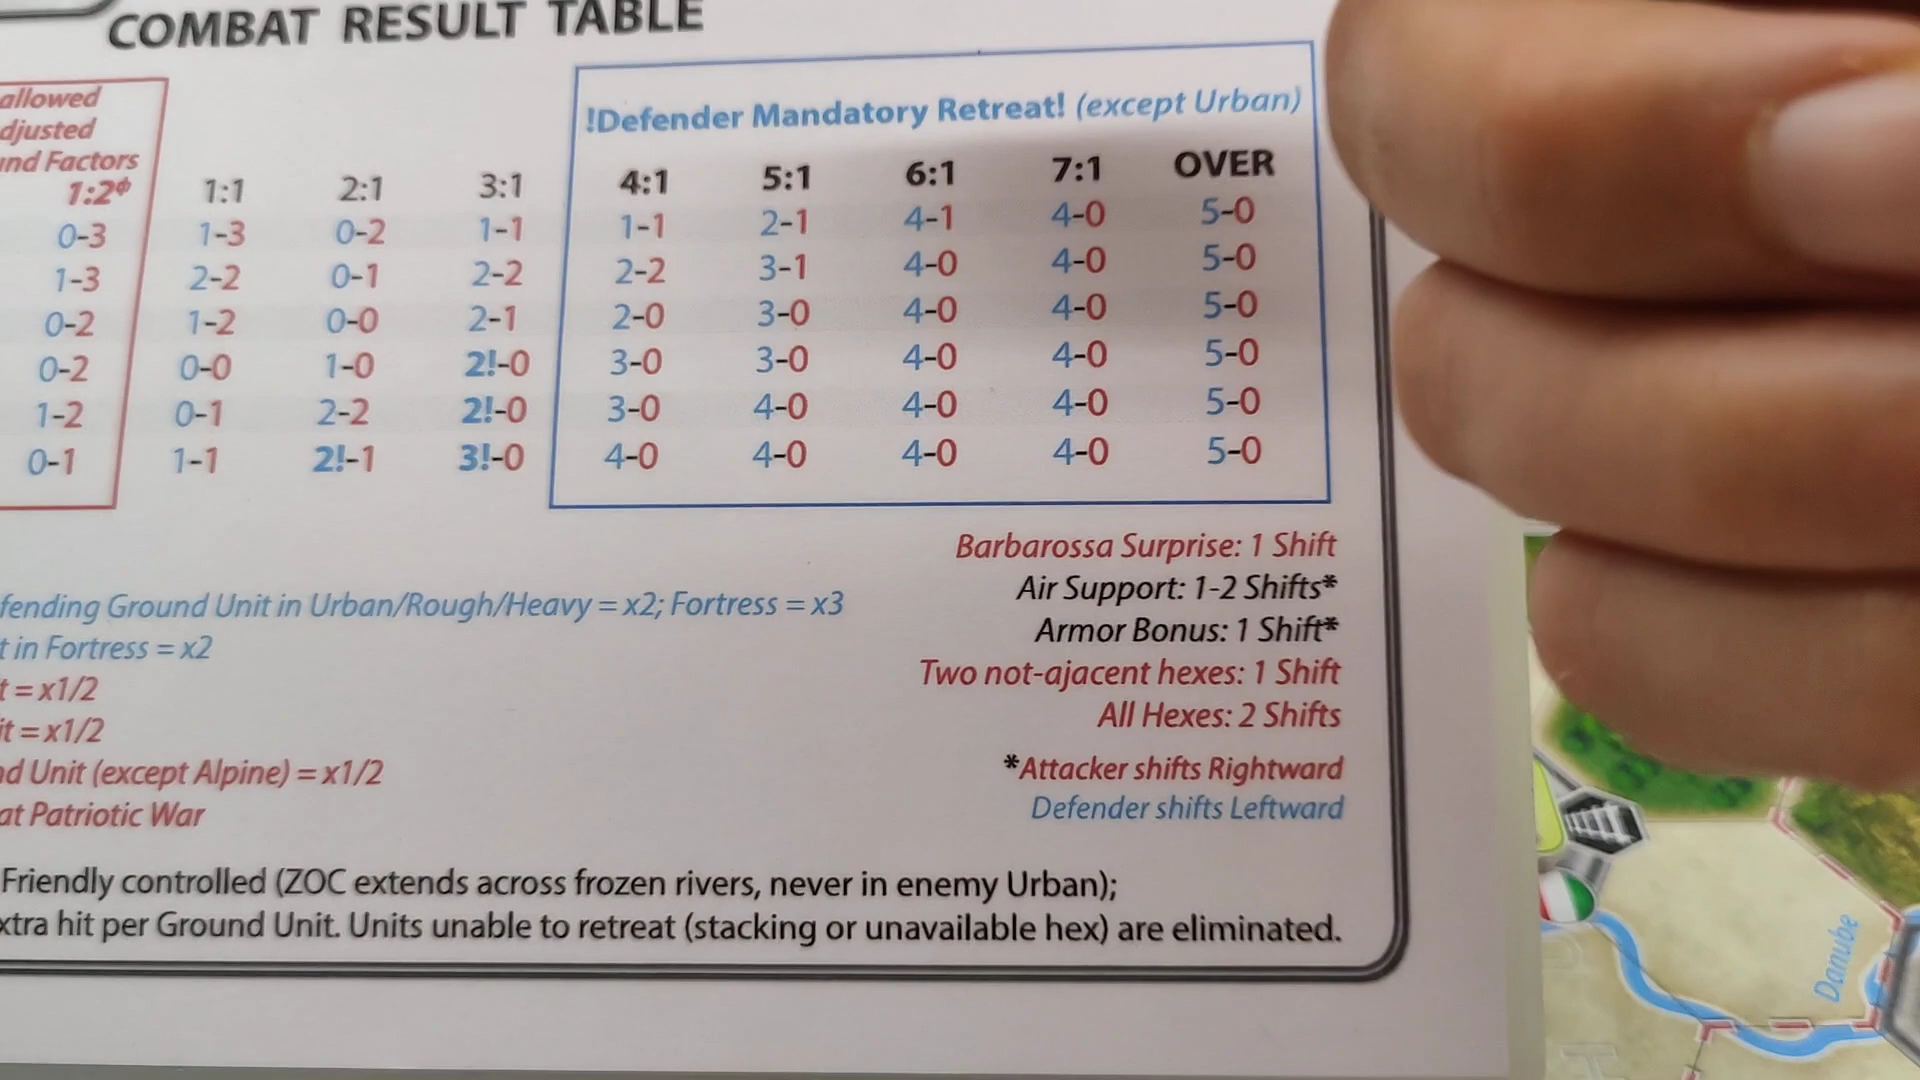 COMBAT RESULT TABLE
allowed
djusted
und Factors
!Defender Mandatory Retreat! (except Urban)
1:2ᶲ 1:1 2:1 3:1 4:1 5:1 6:1 7:1 OVER
0-3 1-3 0-2 1-1 1-1 2-1 4-1 4-0 5-0
1-3 2-2 0-1 2-2 2-2 3-1 4-0 4-0 5-0
0-2 1-2 0-0 2-1 2-0 3-0 4-0 4-0 5-0
0-2 0-0 1-0 2!-0 3-0 3-0 4-0 4-0 5-0
1-2 0-1 2-2 2!-0 3-0 4-0 4-0 4-0 5-0
0-1 1-1 2!-1 3!-0 4-0 4-0 4-0 4-0 5-0
fending Ground Unit in Urban/Rough/Heavy = x2; Fortress = x3
t in Fortress = x2
t = x1/2
it = x1/2
nd Unit (except Alpine) = x1/2
at Patriotic War
Barbarossa Surprise: 1 Shift
Air Support: 1-2 Shifts*
Armor Bonus: 1 Shift*
Two not-ajacent hexes: 1 Shift
All Hexes: 2 Shifts
*Attacker shifts Rightward
Defender shifts Leftward
Friendly controlled (ZOC extends across frozen rivers, never in enemy Urban);
xtra hit per Ground Unit. Units unable to retreat (stacking or unavailable hex) are eliminated.
Danube